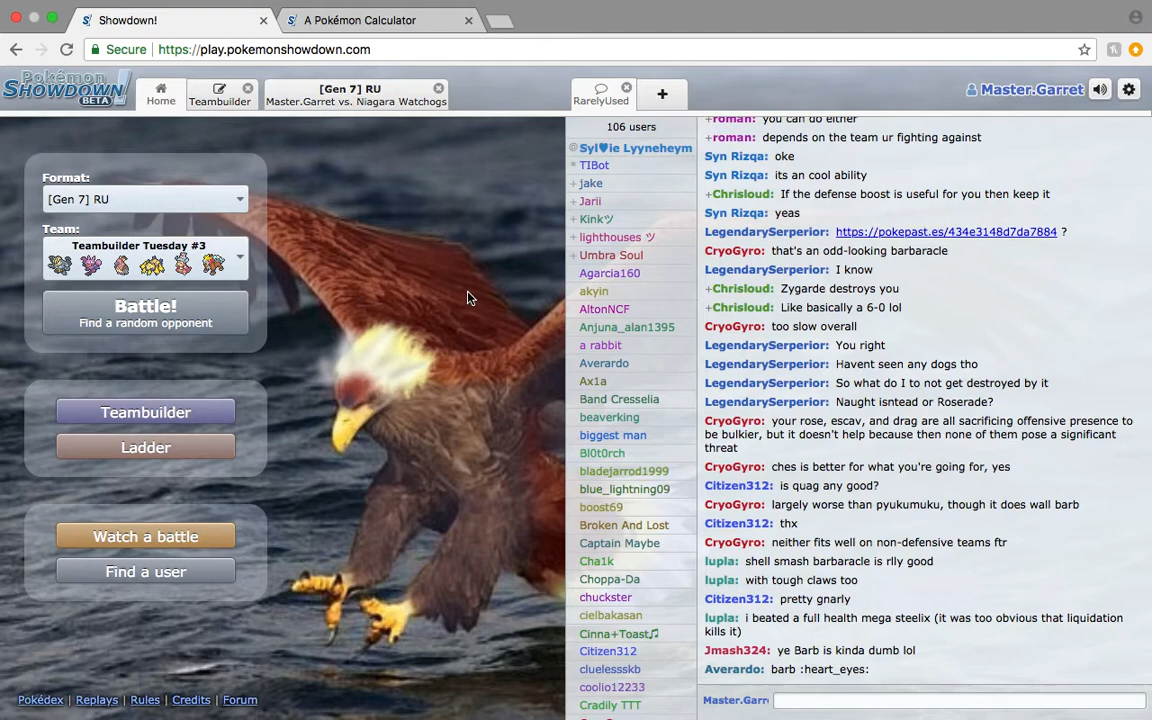 Showdown!
A Pokémon Calculator
Secure
https://play.pokemonshowdown.com
Pokémon
SHOWDOWN!
BETA
Home
Teambuilder
[Gen 7] RU
Master.Garret vs. Niagara Watchogs
RarelyUsed
+
Master.Garret
Format:
[Gen 7] RU
Team:
Teambuilder Tuesday #3
Battle!
Find a random opponent
Teambuilder
Ladder
Watch a battle
Find a user
Pokédex | Replays | Rules | Credits | Forum
106 users
@Syl♥ie Lyyneheym
*TIBot
+jake
+Jarii
+Kinkツ
+lighthouses ツ
+Umbra Soul
Agarcia160
akyin
AltonNCF
Anjuna_alan1395
a rabbit
Averardo
Ax1a
Band Cresselia
beaverking
biggest man
Bl0t0rch
bladejarrod1999
blue_lightning09
boost69
Broken And Lost
Captain Maybe
Cha1k
Choppa-Da
chuckster
cielbakasan
Cinna+Toast♫
Citizen312
cluelessskb
coolio12233
Cradily TTT
+roman: you can do either
+roman: depends on the team ur fighting against
Syn Rizqa: oke
Syn Rizqa: its an cool ability
+Chrisloud: If the defense boost is useful for you then keep it
Syn Rizqa: yeas
LegendarySerperior: https://pokepast.es/434e3148d7da7884 ?
CryoGyro: that's an odd-looking barbaracle
LegendarySerperior: I know
+Chrisloud: Zygarde destroys you
+Chrisloud: Like basically a 6-0 lol
CryoGyro: too slow overall
LegendarySerperior: You right
LegendarySerperior: Havent seen any dogs tho
LegendarySerperior: So what do I to not get destroyed by it
LegendarySerperior: Naught isntead or Roserade?
CryoGyro: your rose, escav, and drag are all sacrificing offensive presence to
be bulkier, but it doesn't help because then none of them pose a significant
threat
CryoGyro: ches is better for what you're going for, yes
Citizen312: is quag any good?
CryoGyro: largely worse than pyukumuku, though it does wall barb
Citizen312: thx
CryoGyro: neither fits well on non-defensive teams ftr
lupla: shell smash barbaracle is rlly good
lupla: with tough claws too
Citizen312: pretty gnarly
lupla: i beated a full health mega steelix (it was too obvious that liquidation
kills it)
Jmash324: ye Barb is kinda dumb lol
Averardo: barb :heart_eyes:
Master.Garre